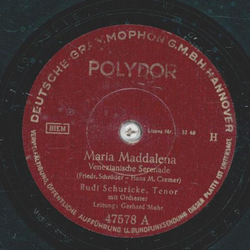 DEUTSCHE GRAMMOPHON G.M.B.H. HANNOVER
POLYDOR
BIEM
H
Maria Maddalena
Venezianische Serenade
(Friedr. Schröder - Hans M. Cremer)
Rudi Schuricke, Tenor
mit Orchester
Leitung: Gerhard Mohr
47578 A